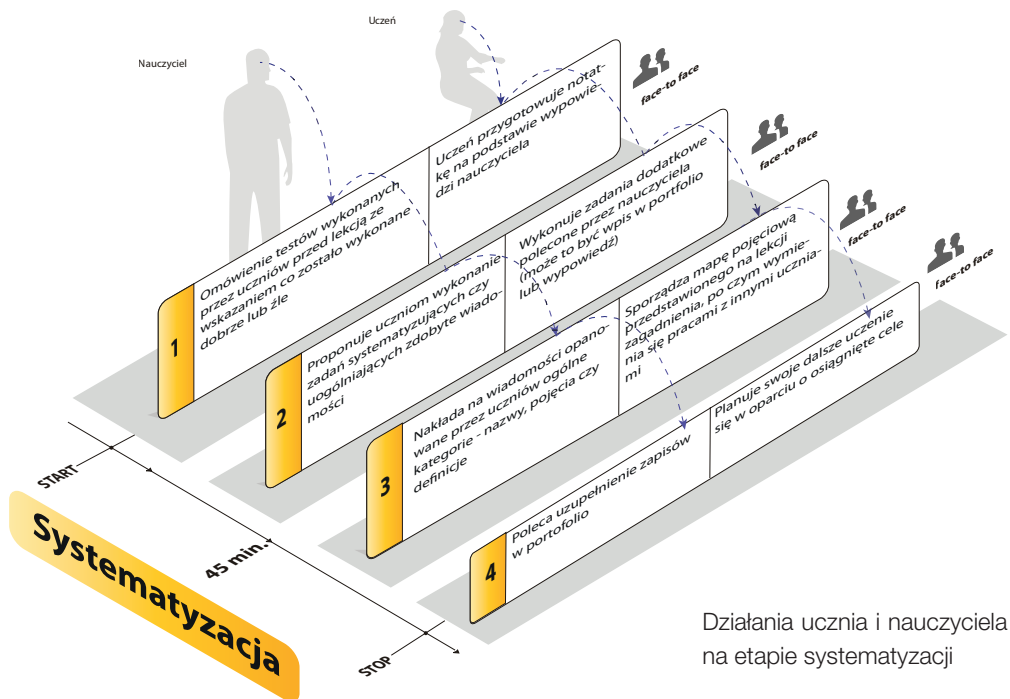 Nauczyciel
Uczeń
1
Omówienie testów wykonanych
przez uczniów przed lekcją ze
wskazaniem co zostało wykonane
dobrze lub źle
Uczeń przygotowuje notat-
kę na podstawie wypowie-
dzi nauczyciela
face-to face
2
Proponuje uczniom wykonanie
zadań systematyzujących czy
uogólniających zdobyte wiado-
mości
Wykonuje zadania dodatkowe
polecone przez nauczyciela
(może to być wpis w portfolio
lub wypowiedź)
face-to face
3
Nakłada na wiadomości opano-
wane przez uczniów ogólne
kategorie - nazwy, pojęcia czy
definicje
Sporządza mapę pojęciową
przedstawionego na lekcji
zagadnienia, po czym wymie-
nia się pracami z innymi ucznia-
mi
face-to face
4
Poleca uzupełnienie zapisów
w portofolio
Planuje swoje dalsze uczenie
się w oparciu o osiągnięte cele
face-to face
START
45 min.
STOP
Systematyzacja
Działania ucznia i nauczyciela
na etapie systematyzacji